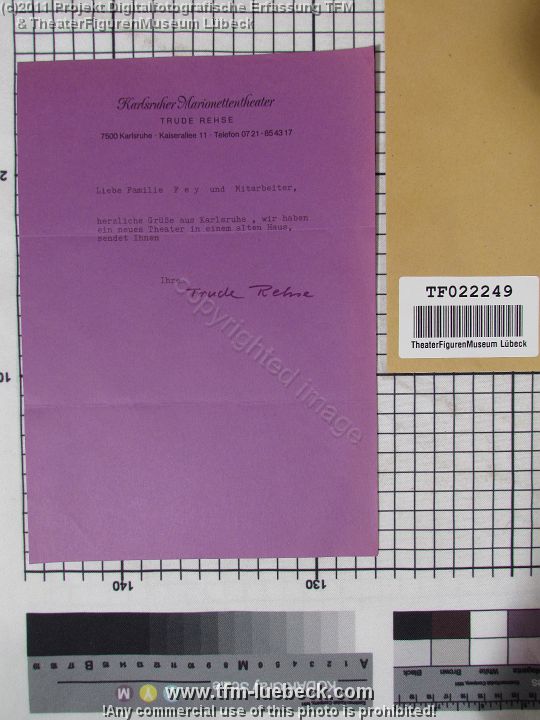 (c)2011 Projekt Digitalfotografische Erfassung TFM
& TheaterFigurenMuseum Lübeck
Karlsruher Marionettentheater
TRUDE REHSE
7500 Karlsruhe · Kaiserallee 11 · Telefon 07 21 - 85 43 17
Liebe Familie F e y und Mitarbeiter,
herzliche Grüße aus Karlsruhe , wir haben
ein neues Theater in einem alten Haus,
sendet Ihnen
Ihre
Trude Rehse
copyrighted image
TF022249
TheaterFigurenMuseum Lübeck
2
10
140
130
www.tfm-luebeck.com
!Any commercial use of this photo is prohibited!